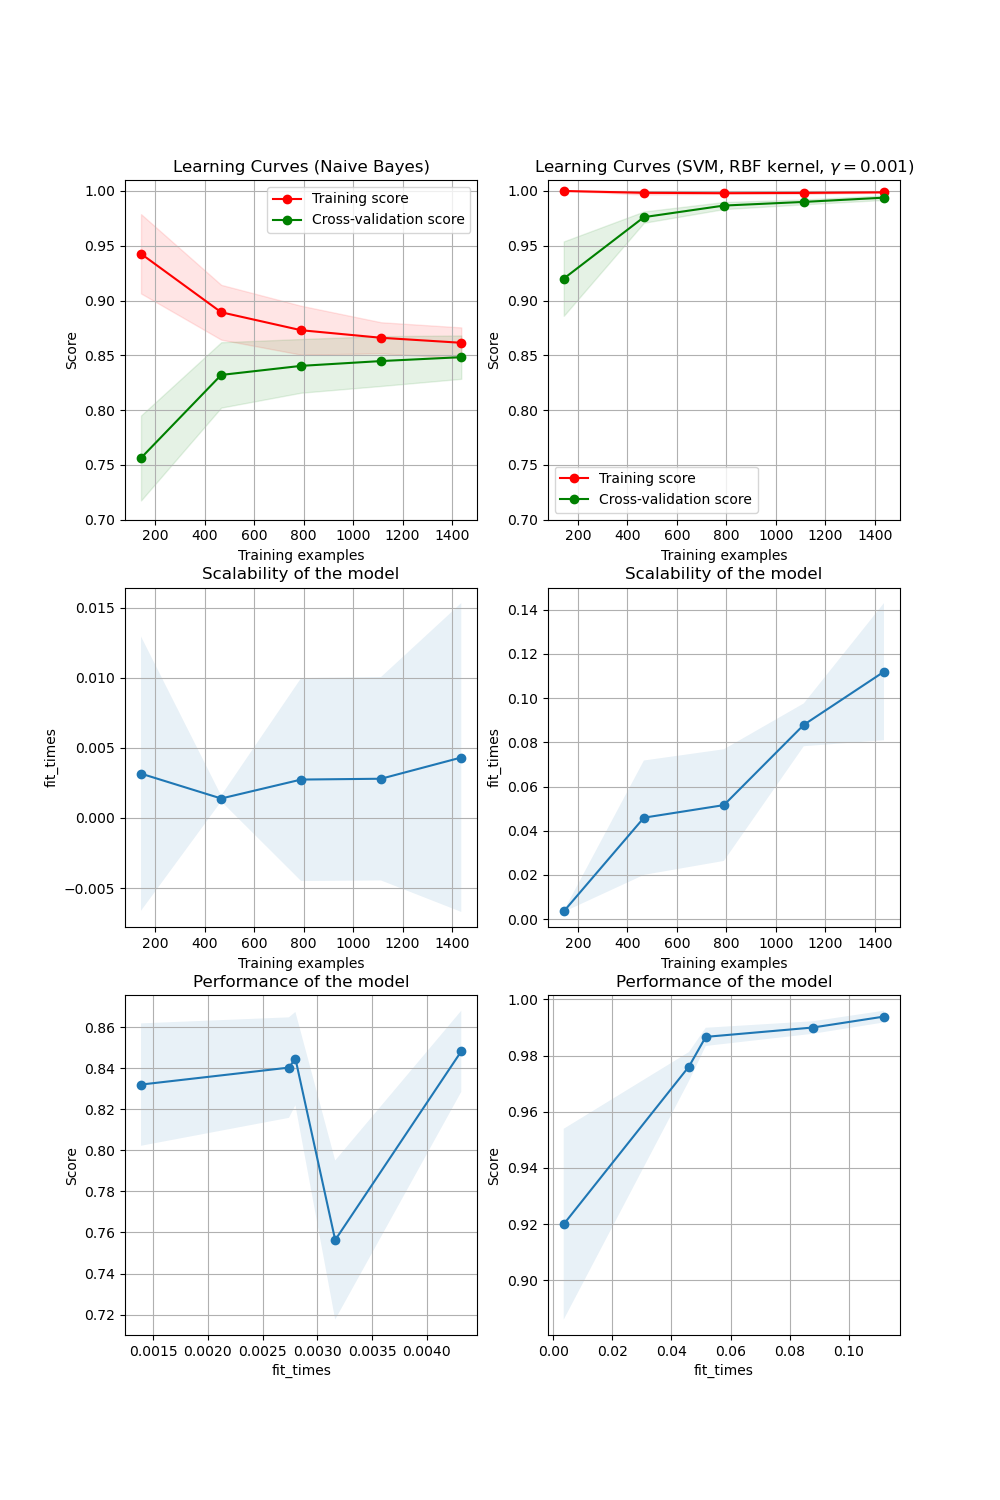 Learning Curves (Naive Bayes)
1.00
0.95
0.90
0.85
0.80
0.75
0.70
Score
Training score
Cross-validation score
200 400 600 800 1000 1200 1400
Training examples
Learning Curves (SVM, RBF kernel, γ = 0.001)
1.00
0.95
0.90
0.85
0.80
0.75
0.70
Score
Training score
Cross-validation score
200 400 600 800 1000 1200 1400
Training examples
Scalability of the model
0.015
0.010
0.005
0.000
−0.005
fit_times
200 400 600 800 1000 1200 1400
Training examples
Scalability of the model
0.14
0.12
0.10
0.08
0.06
0.04
0.02
0.00
fit_times
200 400 600 800 1000 1200 1400
Training examples
Performance of the model
0.86
0.84
0.82
0.80
0.78
0.76
0.74
0.72
Score
0.0015 0.0020 0.0025 0.0030 0.0035 0.0040
fit_times
Performance of the model
1.00
0.98
0.96
0.94
0.92
0.90
Score
0.00 0.02 0.04 0.06 0.08 0.10
fit_times